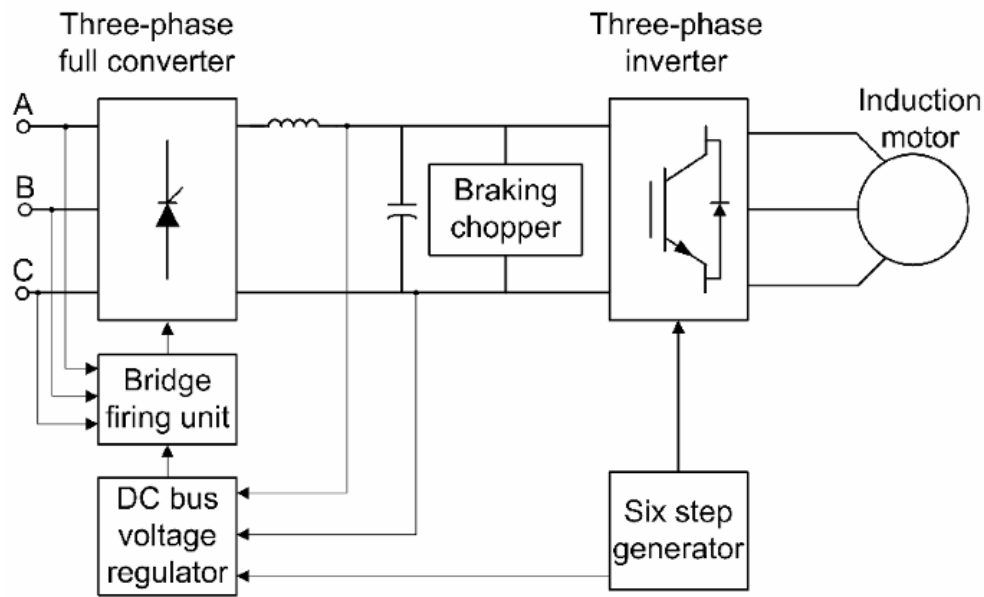 Three-phase
full converter
Three-phase
inverter
Induction
motor
A
B
C
Braking
chopper
Bridge
firing unit
DC bus
voltage
regulator
Six step
generator